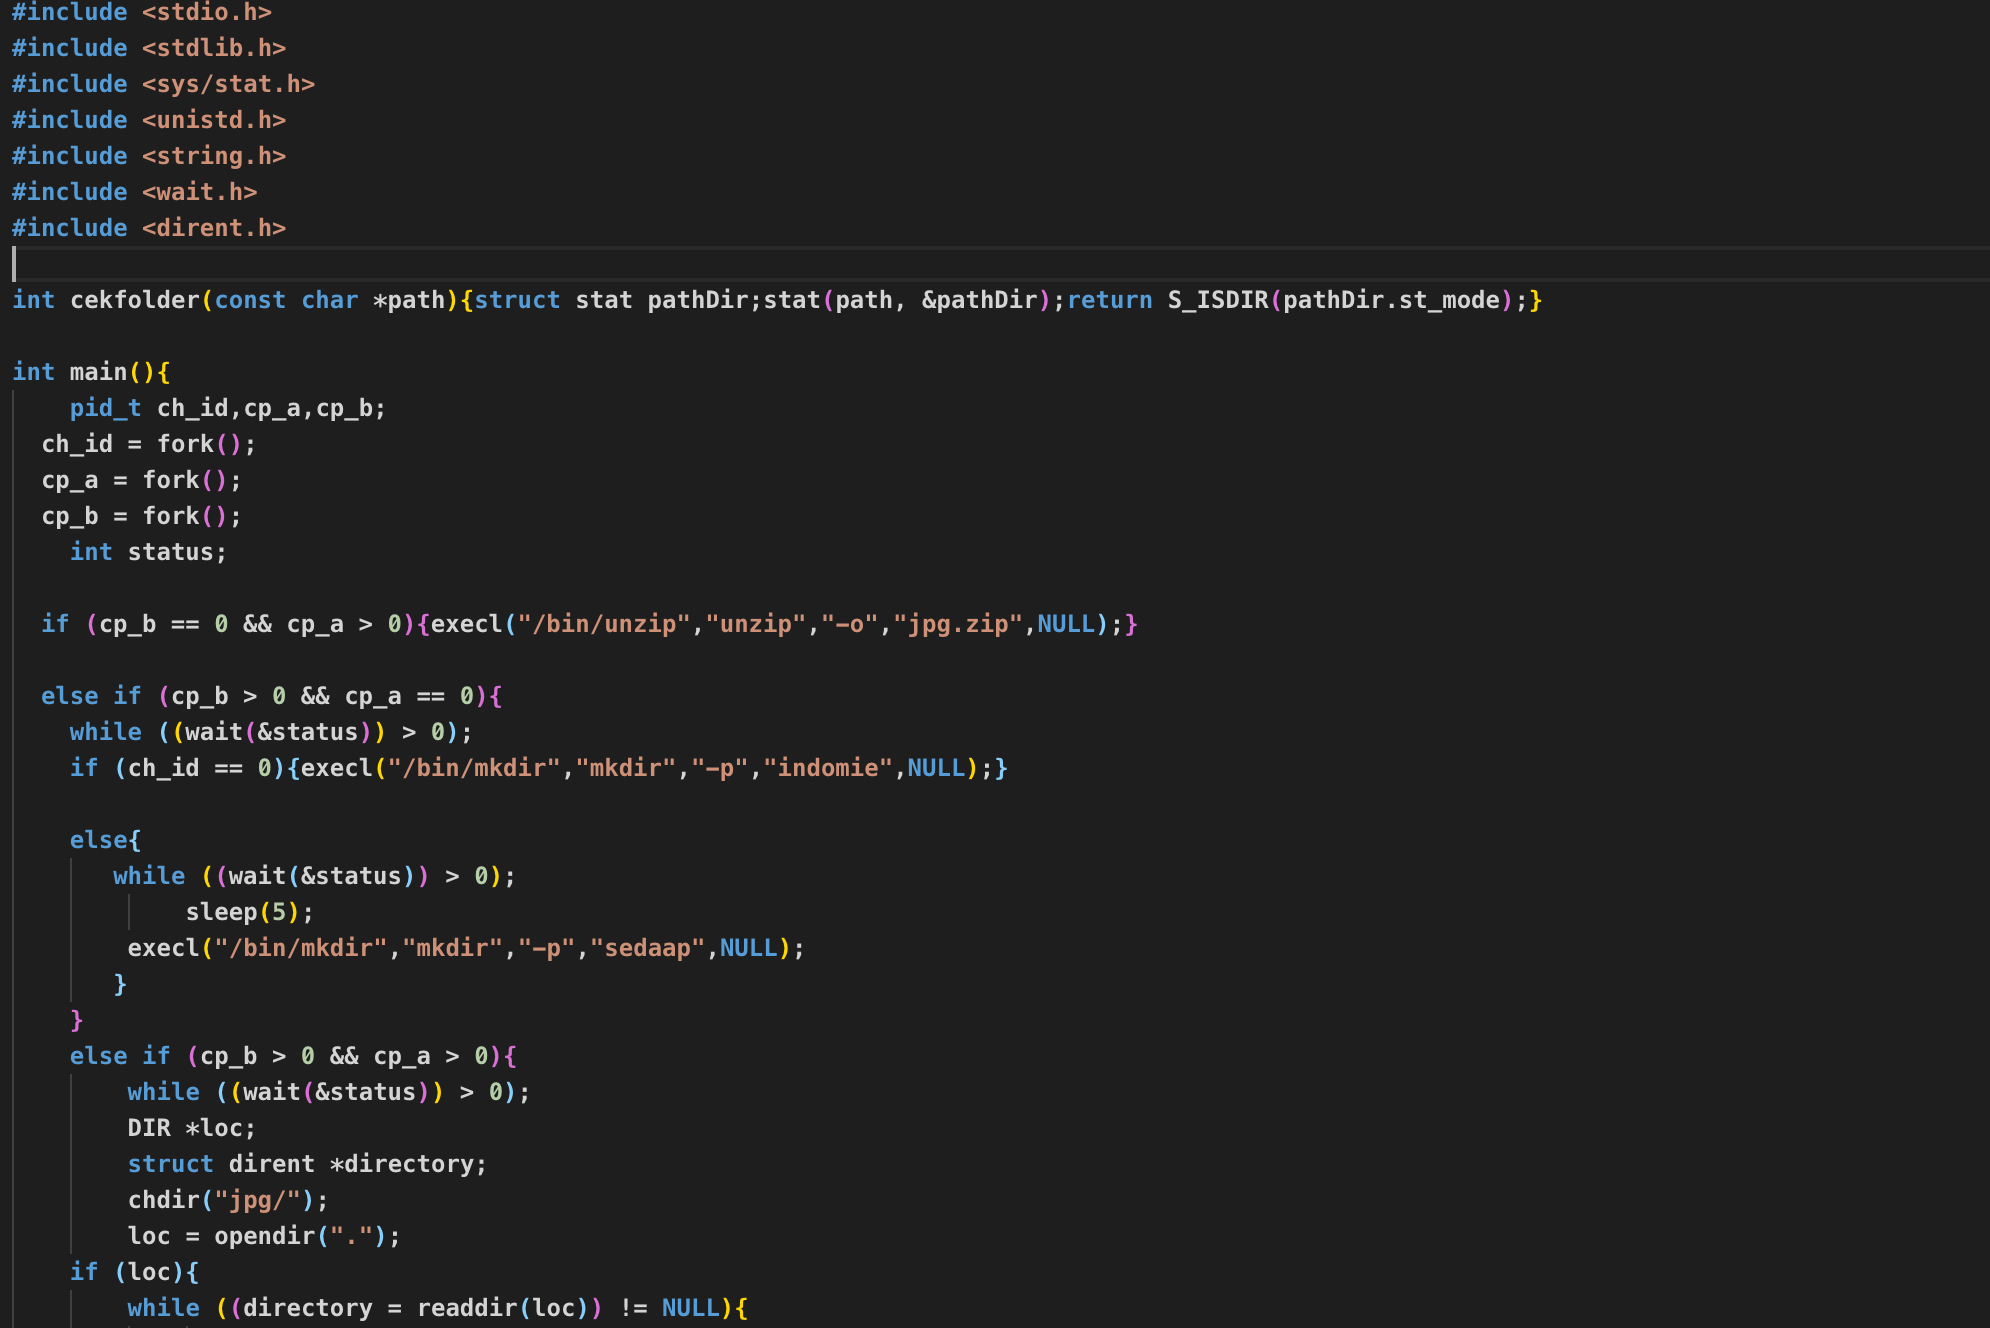 #include <stdio.h>
#include <stdlib.h>
#include <sys/stat.h>
#include <unistd.h>
#include <string.h>
#include <wait.h>
#include <dirent.h>
int cekfolder(const char *path){struct stat pathDir;stat(path, &pathDir);return S_ISDIR(pathDir.st_mode);}
int main(){
pid_t ch_id,cp_a,cp_b;
ch_id = fork();
cp_a = fork();
cp_b = fork();
int status;
if (cp_b == 0 && cp_a > 0){execl("/bin/unzip","unzip","-o","jpg.zip",NULL);}
else if (cp_b > 0 && cp_a == 0){
while ((wait(&status)) > 0);
if (ch_id == 0){execl("/bin/mkdir","mkdir","-p","indomie",NULL);}
else{
while ((wait(&status)) > 0);
sleep(5);
execl("/bin/mkdir","mkdir","-p","sedaap",NULL);
}
}
else if (cp_b > 0 && cp_a > 0){
while ((wait(&status)) > 0);
DIR *loc;
struct dirent *directory;
chdir("jpg/");
loc = opendir(".");
if (loc){
while ((directory = readdir(loc)) != NULL){